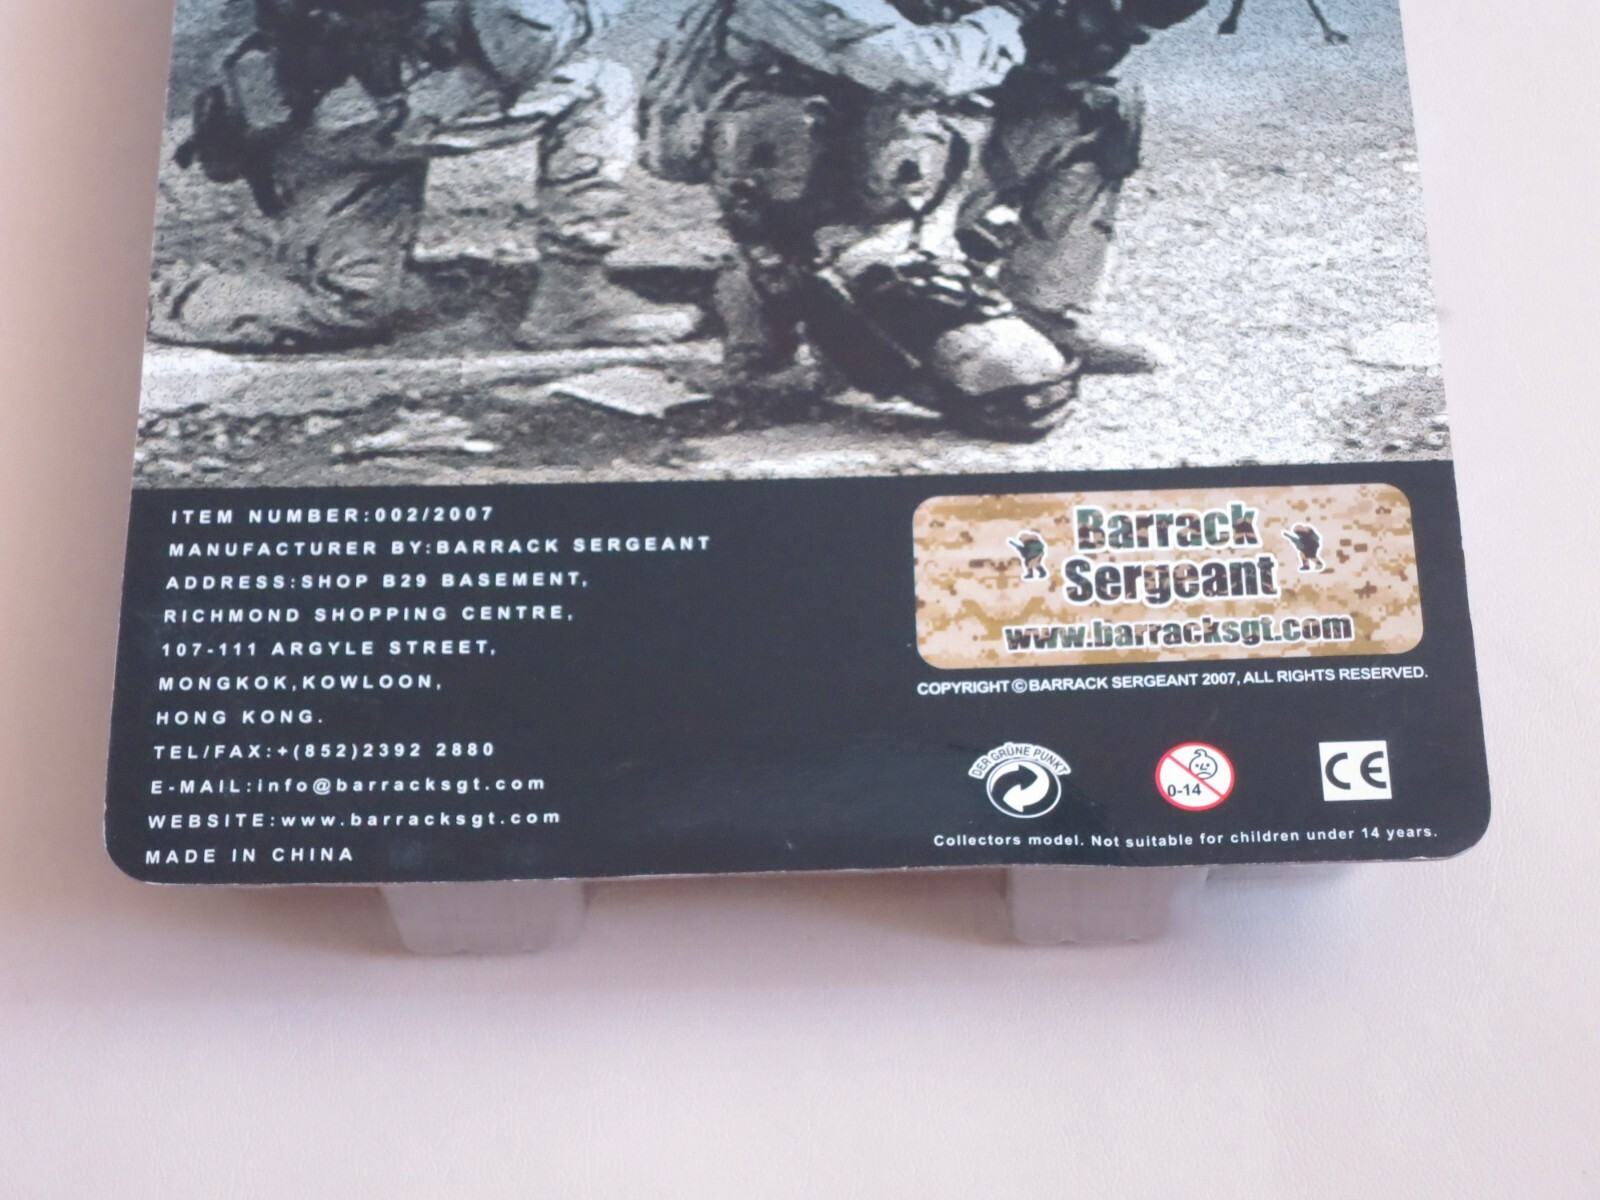 ITEM NUMBER:002/2007
MANUFACTURER BY:BARRACK SERGEANT
ADDRESS:SHOP B29 BASEMENT,
RICHMOND SHOPPING CENTRE,
107-111 ARGYLE STREET,
MONGKOK,KOWLOON,
HONG KONG.
TEL/FAX:+(852)2392 2880
E-MAIL:info@barracksgt.com
WEBSITE:www.barracksgt.com
MADE IN CHINA
Barrack
Sergeant
www.barracksgt.com
COPYRIGHT©BARRACK SERGEANT 2007, ALL RIGHTS RESERVED.
DER GRÜNE PUNKT
0-14
CE
Collectors model. Not suitable for children under 14 years.